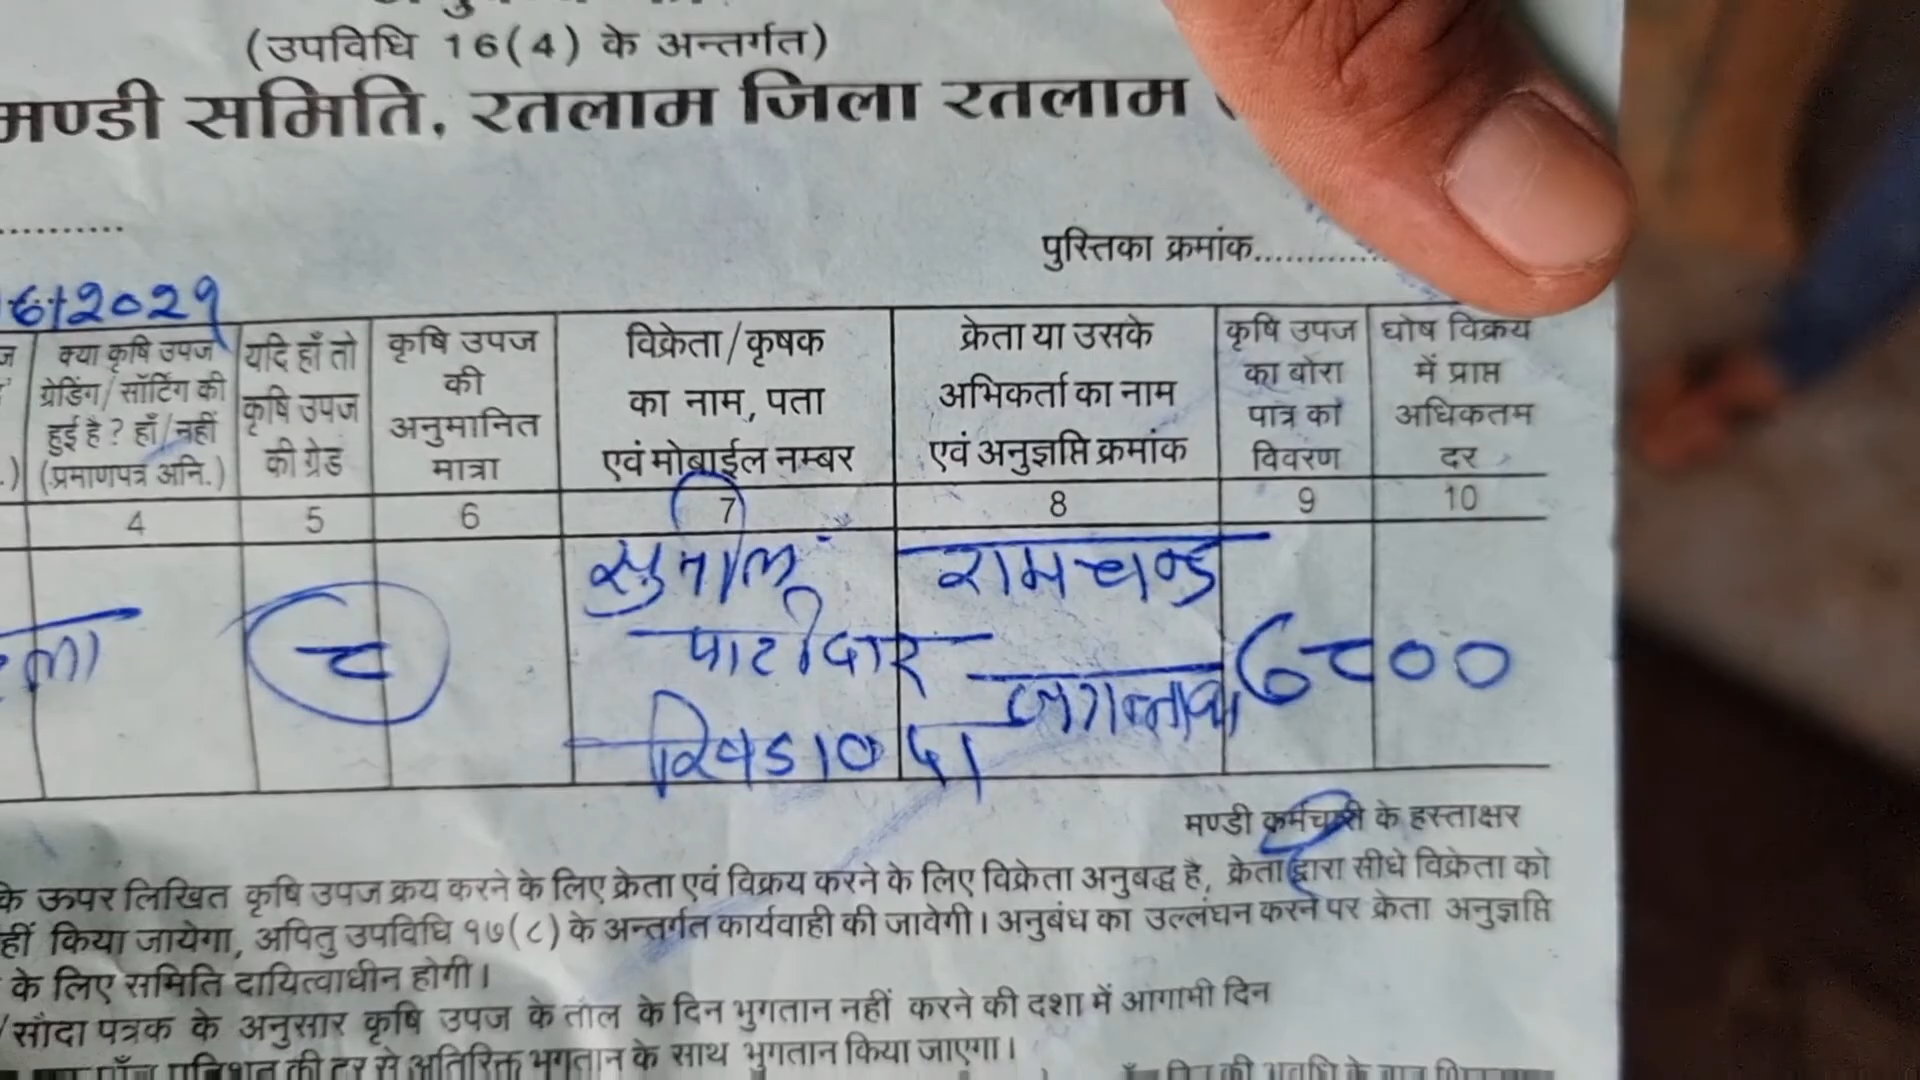 (उपविधि 16(4) के अन्तर्गत)
मण्डी समिति, रतलाम जिला रतलाम (
पुस्तिका क्रमांक............
6/2021
क्या कृषि उपज ग्रेडिंग/सॉर्टिंग की हुई है? हाँ/नहीं (प्रमाणपत्र अनि.)
यदि हाँ तो कृषि उपज की ग्रेड
कृषि उपज की अनुमानित मात्रा
विक्रेता/कृषक का नाम, पता एवं मोबाईल नम्बर
क्रेता या उसके अभिकर्ता का नाम एवं अनुज्ञप्ति क्रमांक
कृषि उपज का बोरा पात्र का विवरण
घोष विक्रय में प्राप्त अधिकतम दर
4 5 6 7 8 9 10
सुनील रामचन्द्र
८ पाटीदार जगन्नाथ ७८००
मण्डी कर्मचारी के हस्ताक्षर
के ऊपर लिखित कृषि उपज क्रय करने के लिए क्रेता एवं विक्रय करने के लिए विक्रेता अनुबद्ध है, क्रेता द्वारा सीधे विक्रेता को
हीं किया जायेगा, अपितु उपविधि १७(८) के अन्तर्गत कार्यवाही की जावेगी। अनुबंध का उल्लंघन करने पर क्रेता अनुज्ञप्ति
के लिए समिति दायित्वाधीन होगी।
/सौदा पत्रक के अनुसार कृषि उपज के तौल के दिन भुगतान नहीं करने की दशा में आगामी दिन
की दर से अतिरिक्त भुगतान के साथ भुगतान किया जाएगा।